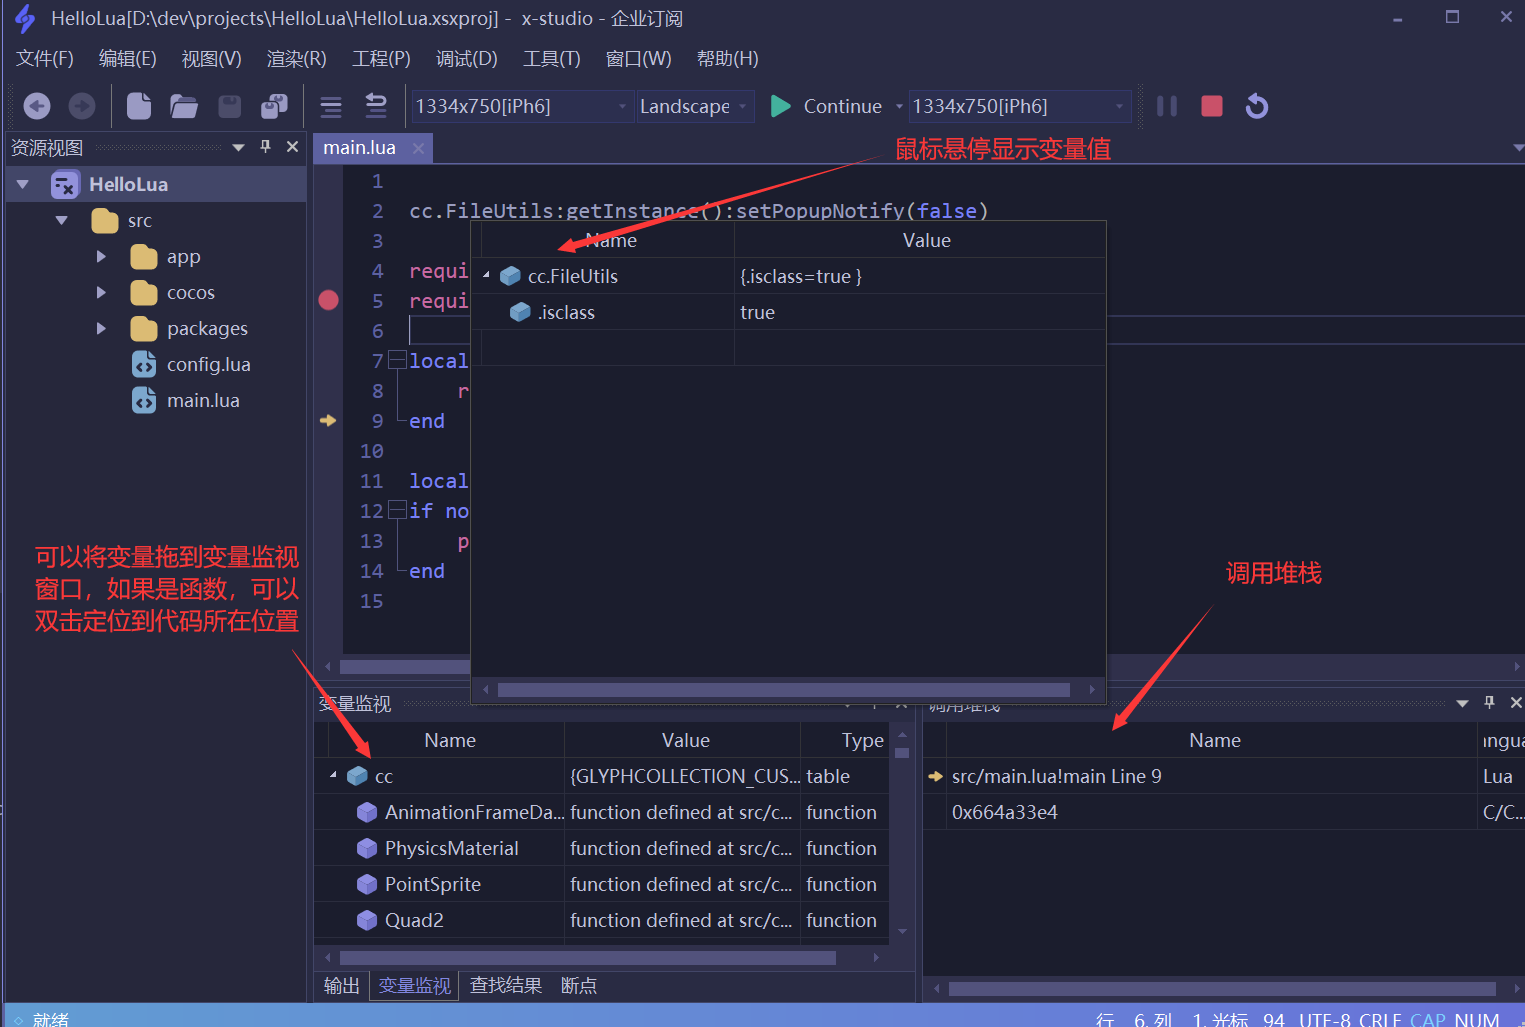 HelloLua[D:\dev\projects\HelloLua\HelloLua.xsxproj] - x-studio - 企业订阅
文件(F) 编辑(E) 视图(V) 渲染(R) 工程(P) 调试(D) 工具(T) 窗口(W) 帮助(H)
1334x750[iPh6] Landscape Continue 1334x750[iPh6]
资源视图
HelloLua
src
app
cocos
packages
config.lua
main.lua
main.lua
鼠标悬停显示变量值
1
2 cc.FileUtils:getInstance():setPopupNotify(false)
3
4 requi
5 requi
6
7 local
8 r
9 end
10
11 local
12 if no
13 p
14 end
15
Name Value
cc.FileUtils {.isclass=true }
.isclass true
可以将变量拖到变量监视
窗口，如果是函数，可以
双击定位到代码所在位置
调用堆栈
变量监视
Name Value Type
cc {GLYPHCOLLECTION_CUS... table
AnimationFrameDa... function defined at src/c... function
PhysicsMaterial function defined at src/c... function
PointSprite function defined at src/c... function
Quad2 function defined at src/c... function
输出 变量监视 查找结果 断点
调用堆栈
Name angua
src/main.lua!main Line 9 Lua
0x664a33e4 C/C...
就绪
行 6, 列 1, 光标 94 UTF-8 CRLF CAP NUM